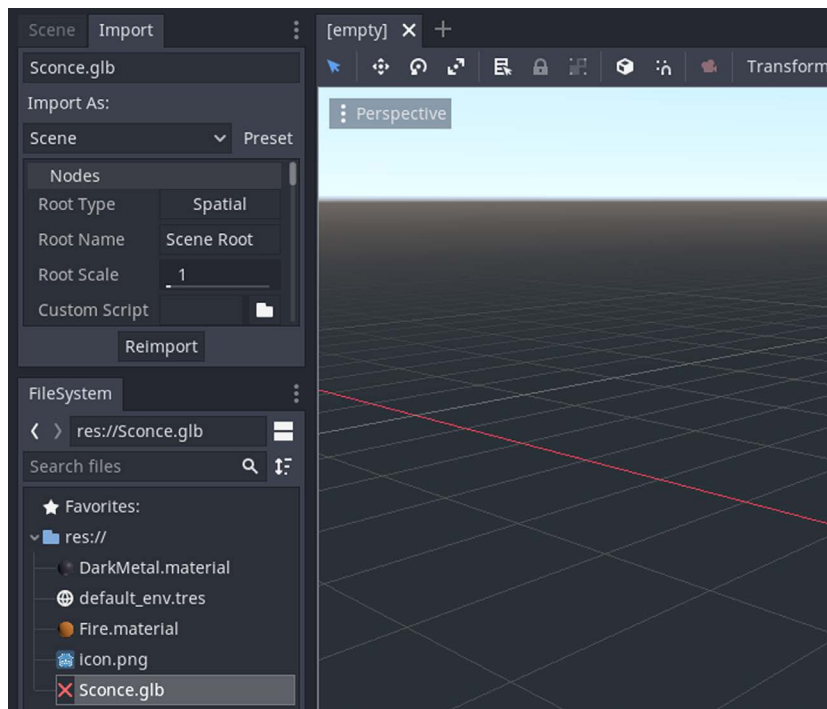 Scene Import
Sconce.glb
Import As:
Scene Preset
Nodes
Root Type Spatial
Root Name Scene Root
Root Scale 1
Custom Script
Reimport
FileSystem
res://Sconce.glb
Search files
Favorites:
res://
DarkMetal.material
default_env.tres
Fire.material
icon.png
Sconce.glb
[empty]
Transform
Perspective